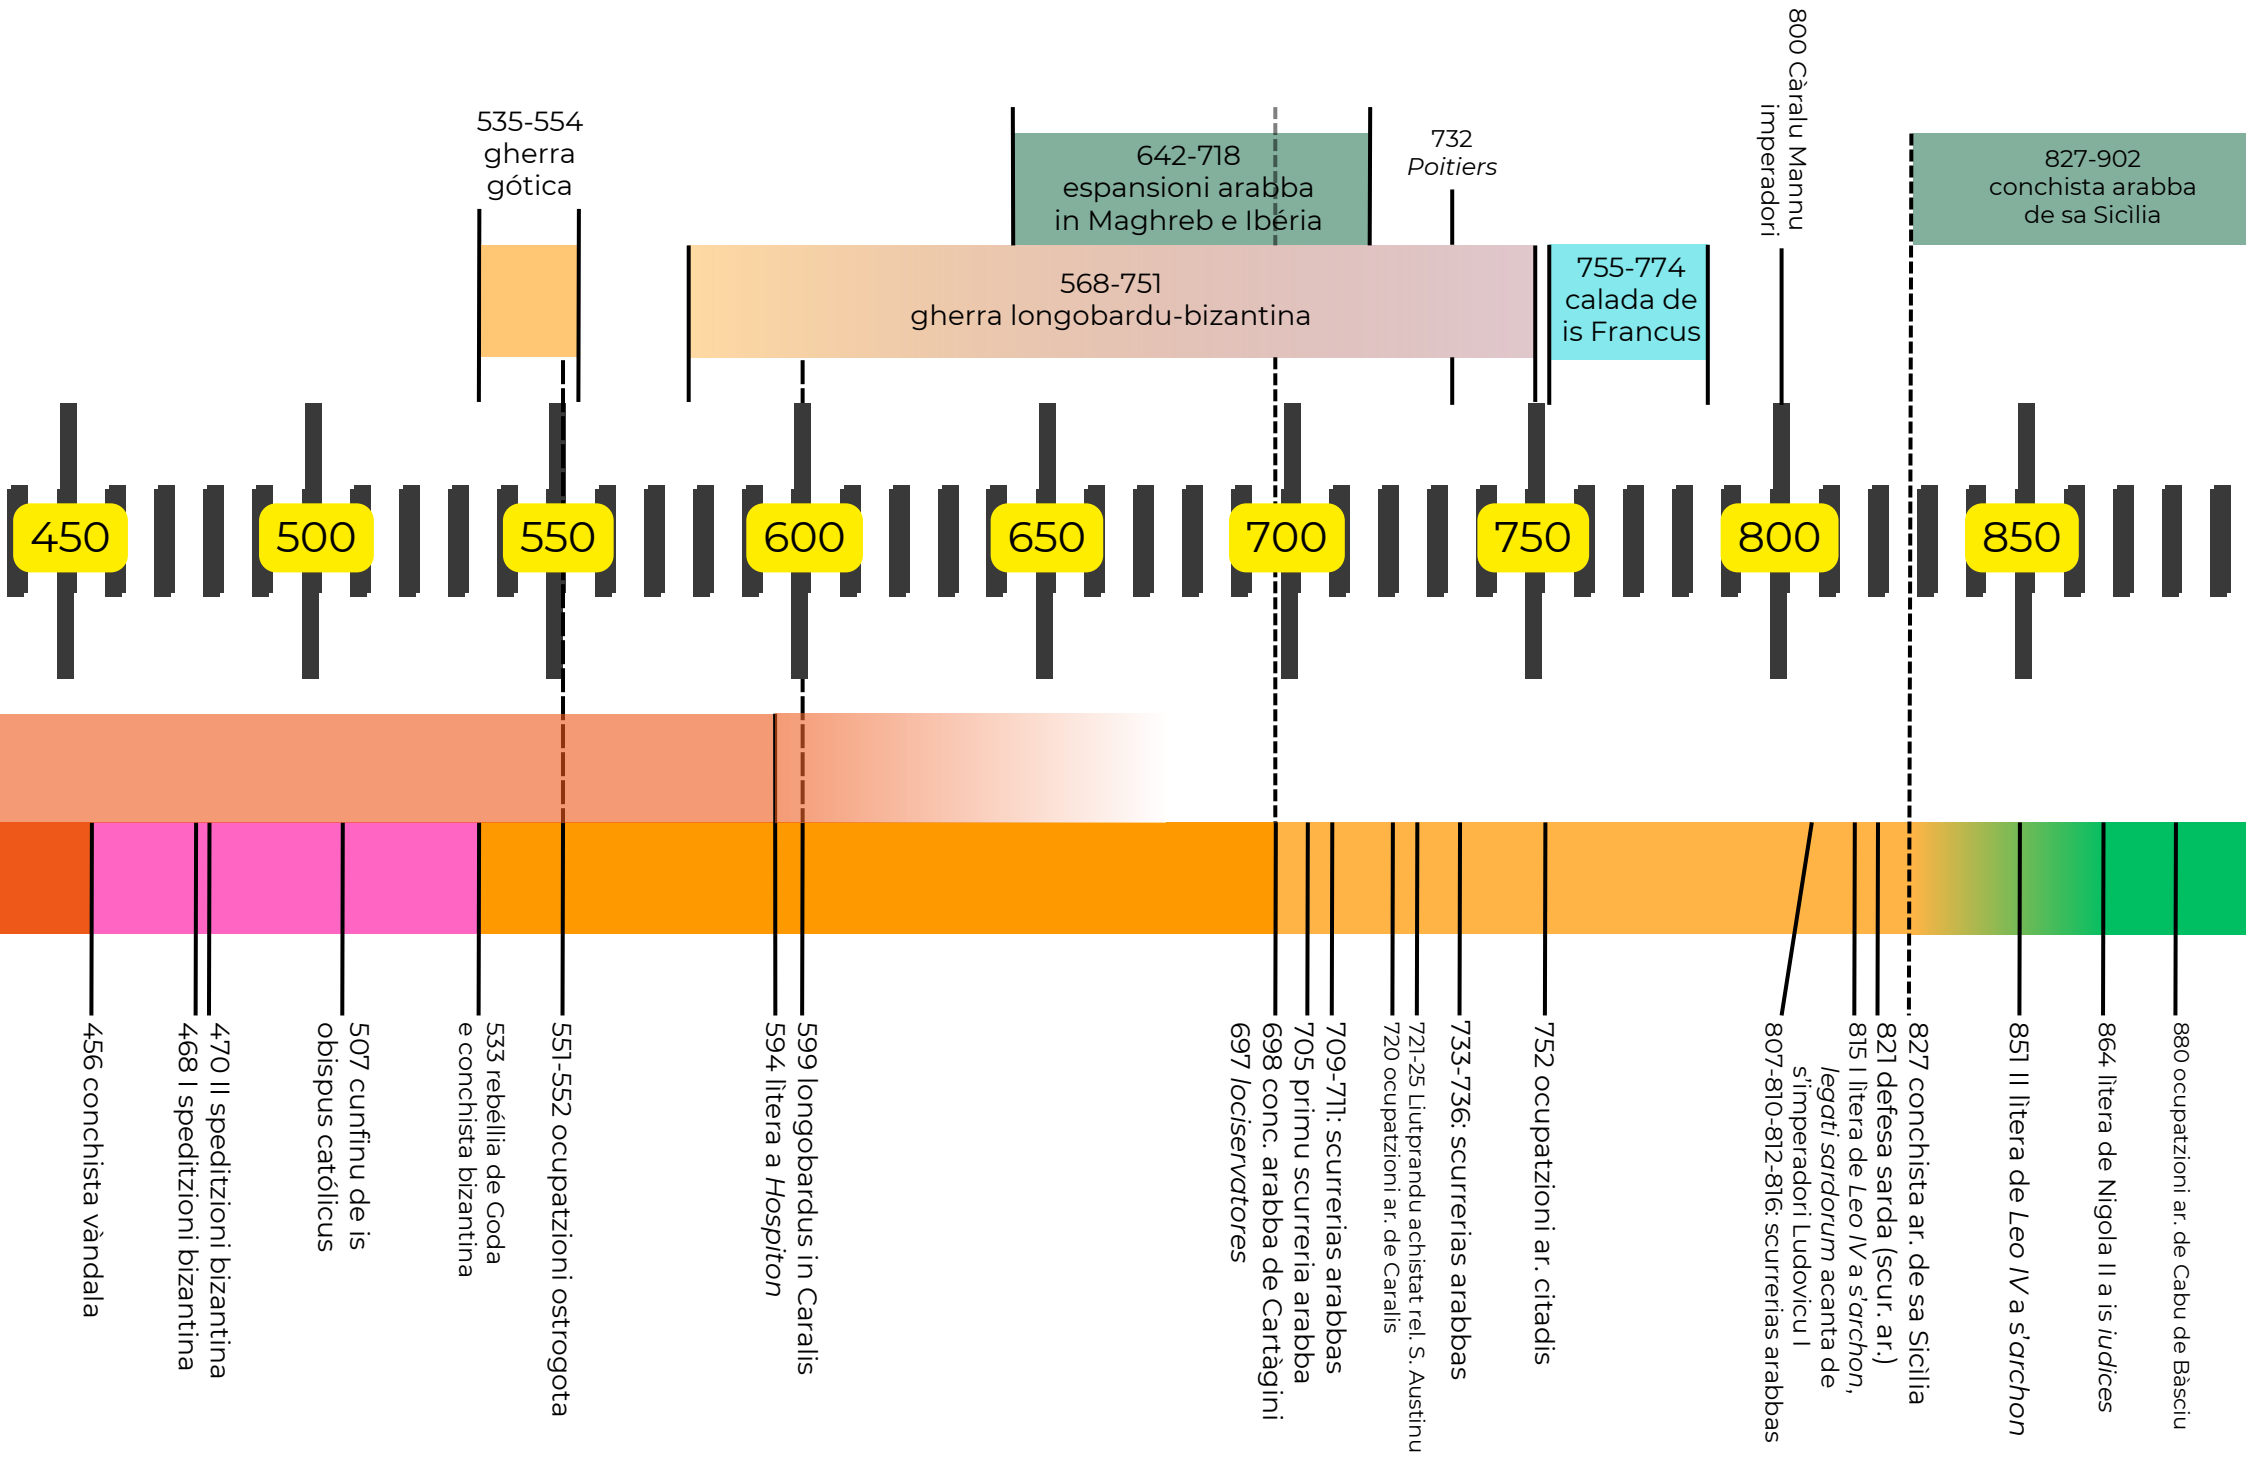 800 Càralu Mannu
imperadori
535-554
gherra
gótica
642-718
espansioni arabba
in Maghreb e Ibéria
732
Poitiers
827-902
conchista arabba
de sa Sicìlia
568-751
gherra longobardu-bizantina
755-774
calada de
is Francus
450
500
550
600
650
700
750
800
850
456 conchista vàndala
468 I speditzioni bizantina
470 II speditzioni bizantina
507 cunfinu de is
obispus católicus
533 rebéllia de Goda
e conchista bizantina
551-552 ocupatzioni ostrogota
594 lìtera a Hospiton
599 longobardus in Caralis
697 lociservatores
698 conc. arabba de Cartàgini
705 primu scurreria arabba
709-711: scurrerias arabbas
720 ocupatzioni ar. de Caralis
721-25 Liutprandu achistat rel. S. Austinu
733-736: scurrerias arabbas
752 ocupatzioni ar. citadis
807-810-812-816: scurrerias arabbas
815 I lìtera de Leo IV a s'archon,
legati sardorum acanta de
s'imperadori Ludovicu I
821 defesa sarda (scur. ar.)
827 conchista ar. de sa Sicìlia
851 II lìtera de Leo IV a s'archon
864 lìtera de Nigola II a is iudices
880 ocupatzioni ar. de Cabu de Bàsciu